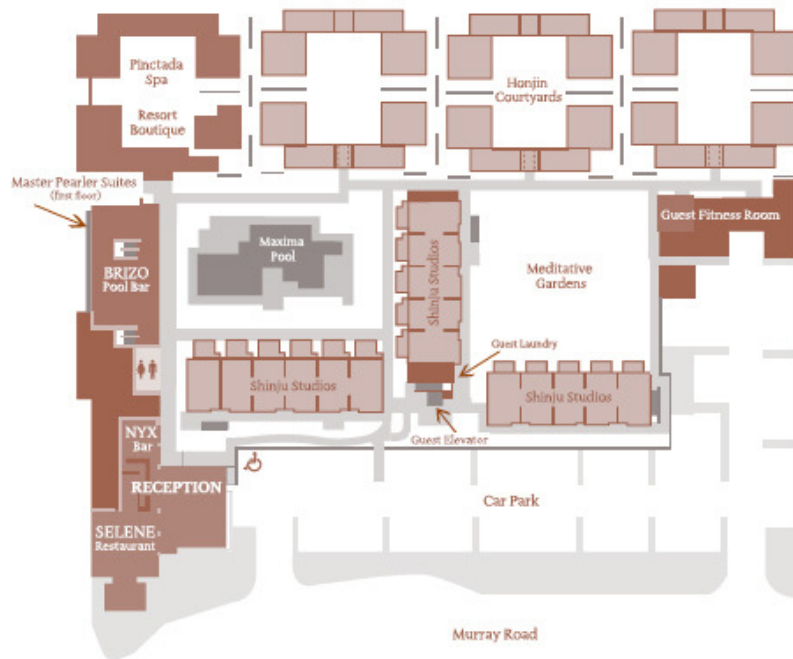 Pinctada
Spa
Resort
Boutique
Honjin
Courtyards
Master Pearler Suites
(first floor)
Guest Fitness Room
Maxima
Pool
Shinju Studios
Meditative
Gardens
BRIZO
Pool Bar
Guest Laundry
Shinju Studios
Shinju Studios
NYX
Bar
Guest Elevator
RECEPTION
Car Park
SELENE
Restaurant
Murray Road